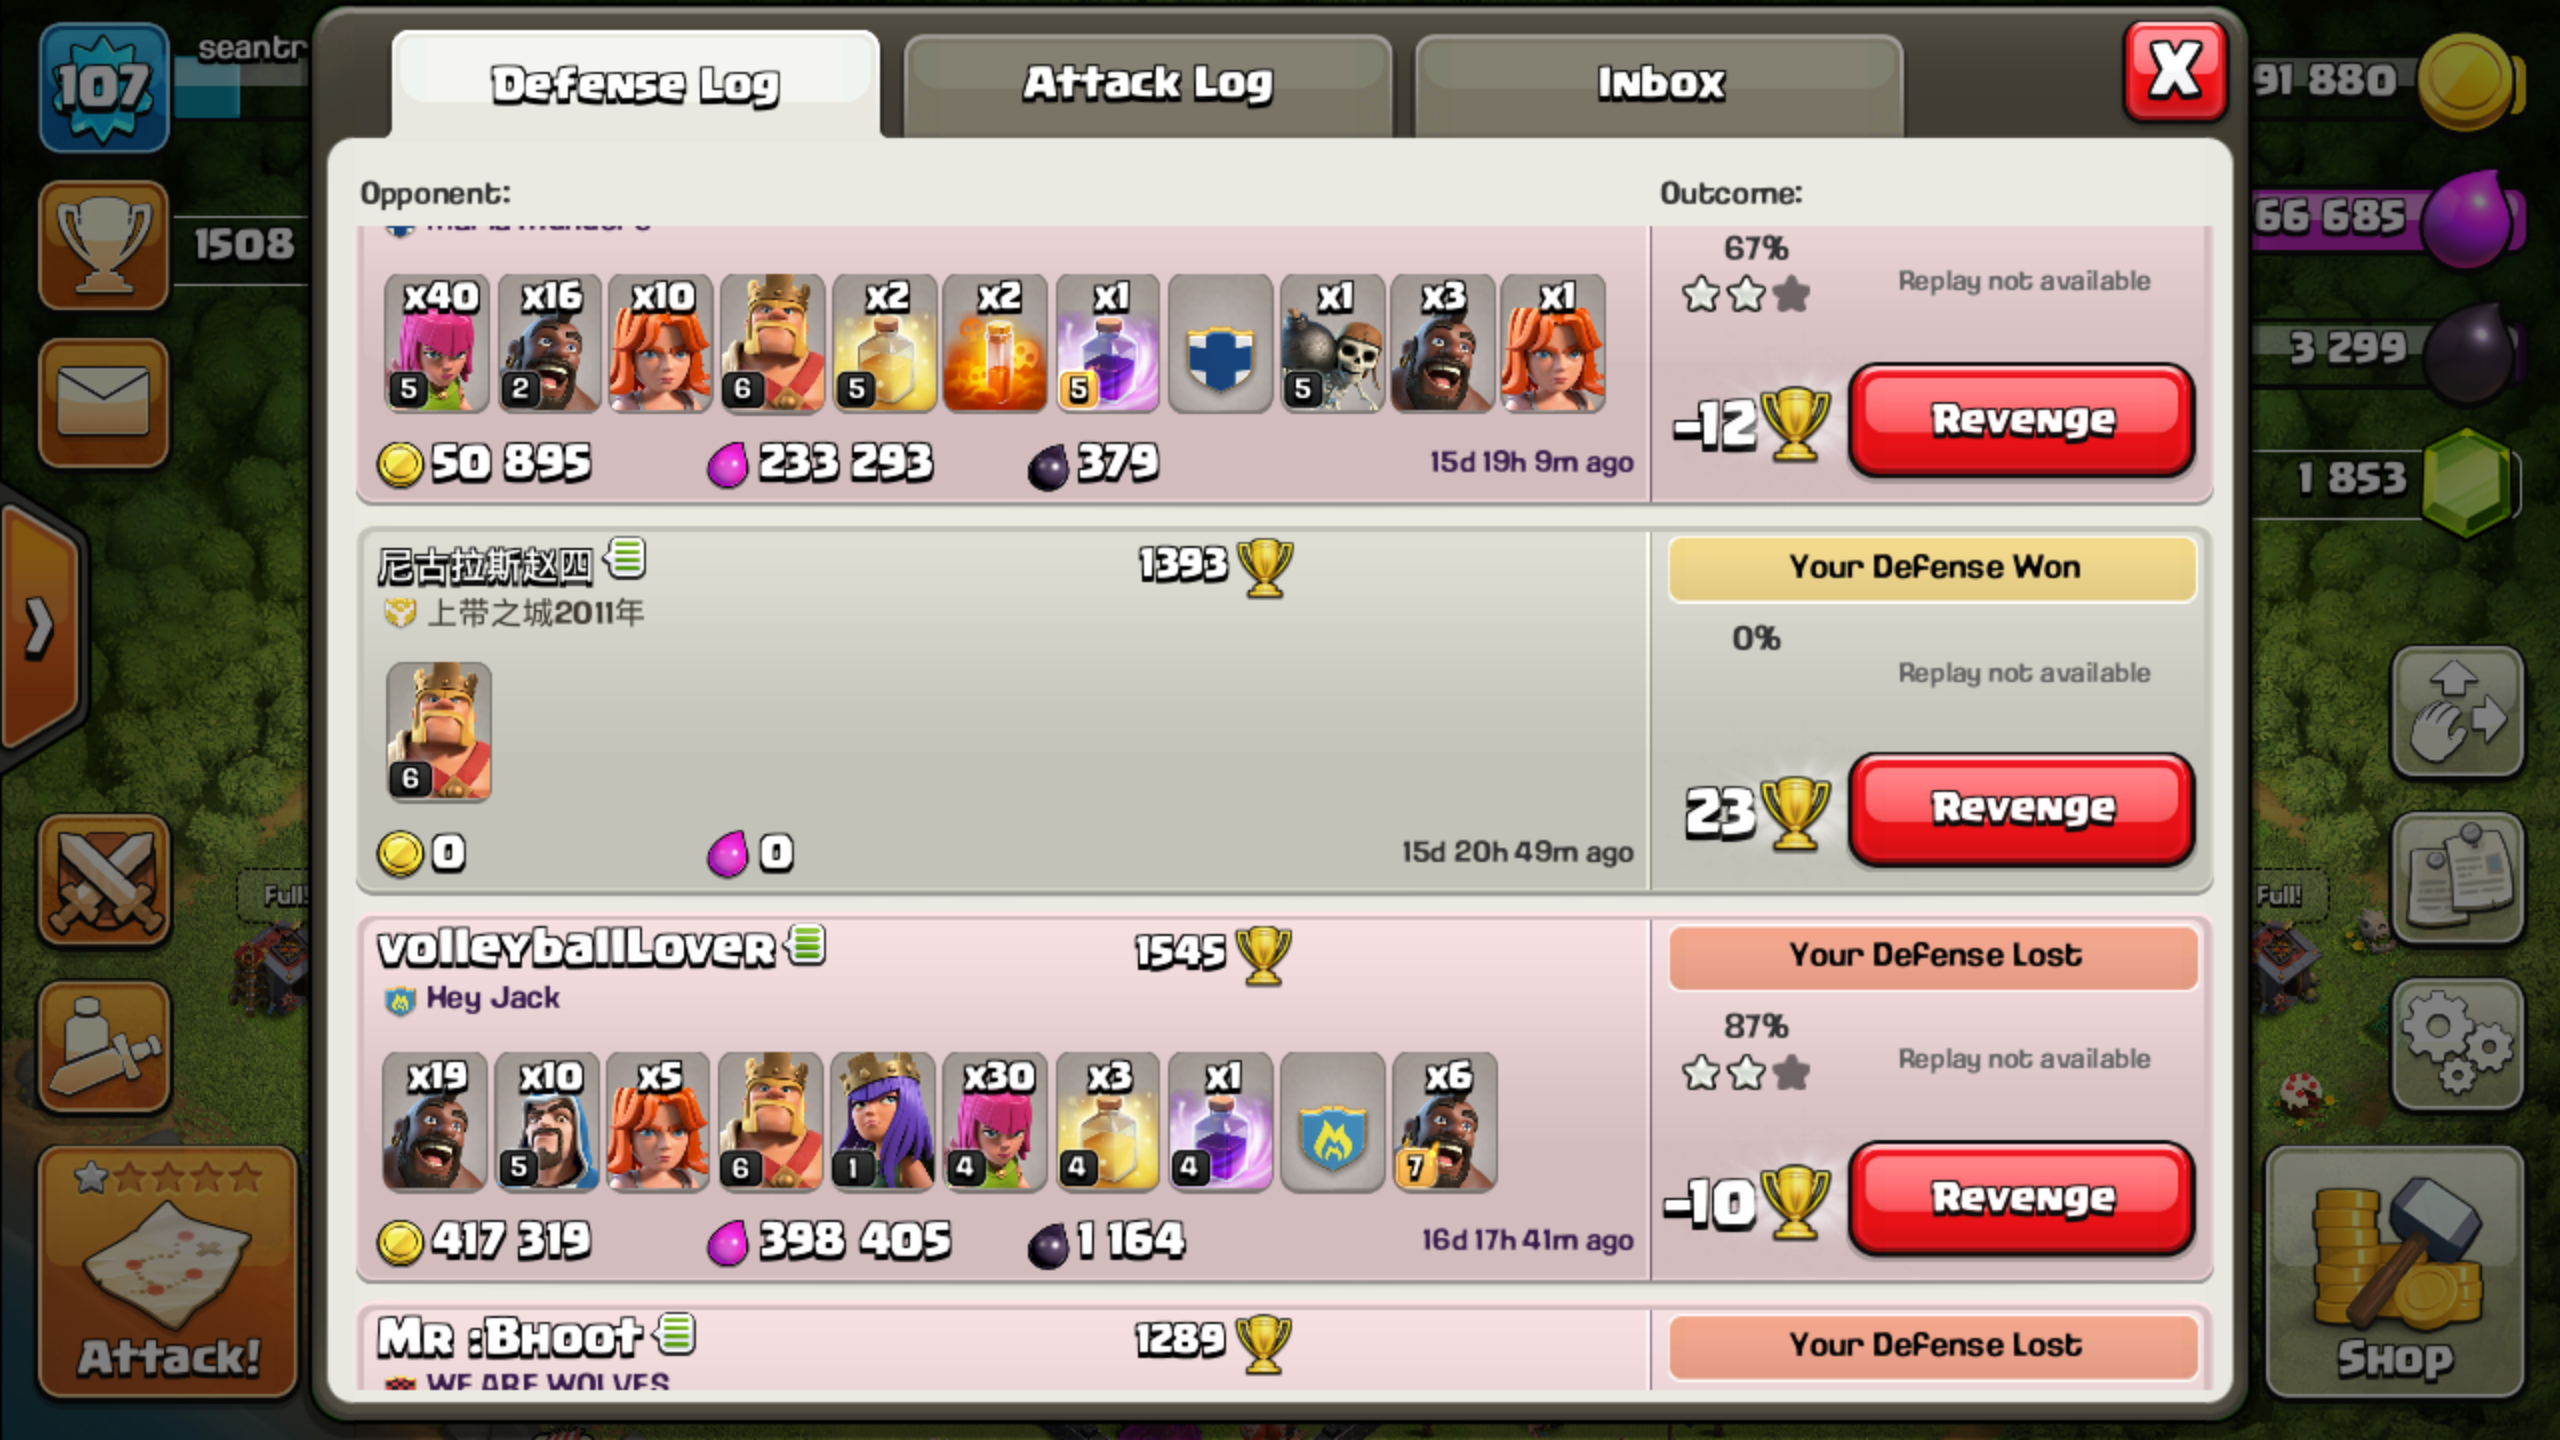 107
seantr
1508
Defense Log
Attack Log
Inbox
X
91 880
66 685
3 299
1 853
Opponent:
Outcome:
x40 x16 x10 x2 x2 x1 x1 x3 x1
5 2 6 5 5 5
50 895 233 293 379 15d 19h 9m ago
67%
Replay not available
-12 Revenge
尼古拉斯赵四 1393
上带之城2011年
6
0 0 15d 20h 49m ago
Your Defense Won
0%
Replay not available
23 Revenge
volleyballLover 1545
Hey Jack
x19 x10 x5 x30 x3 x1 x6
5 6 1 4 4 4 7
417 319 398 405 1 164 16d 17h 41m ago
Your Defense Lost
87%
Replay not available
-10 Revenge
Mr :Bhoot 1289
WE ARE WOLVES
Your Defense Lost
Full!
Full!
Attack!
Shop